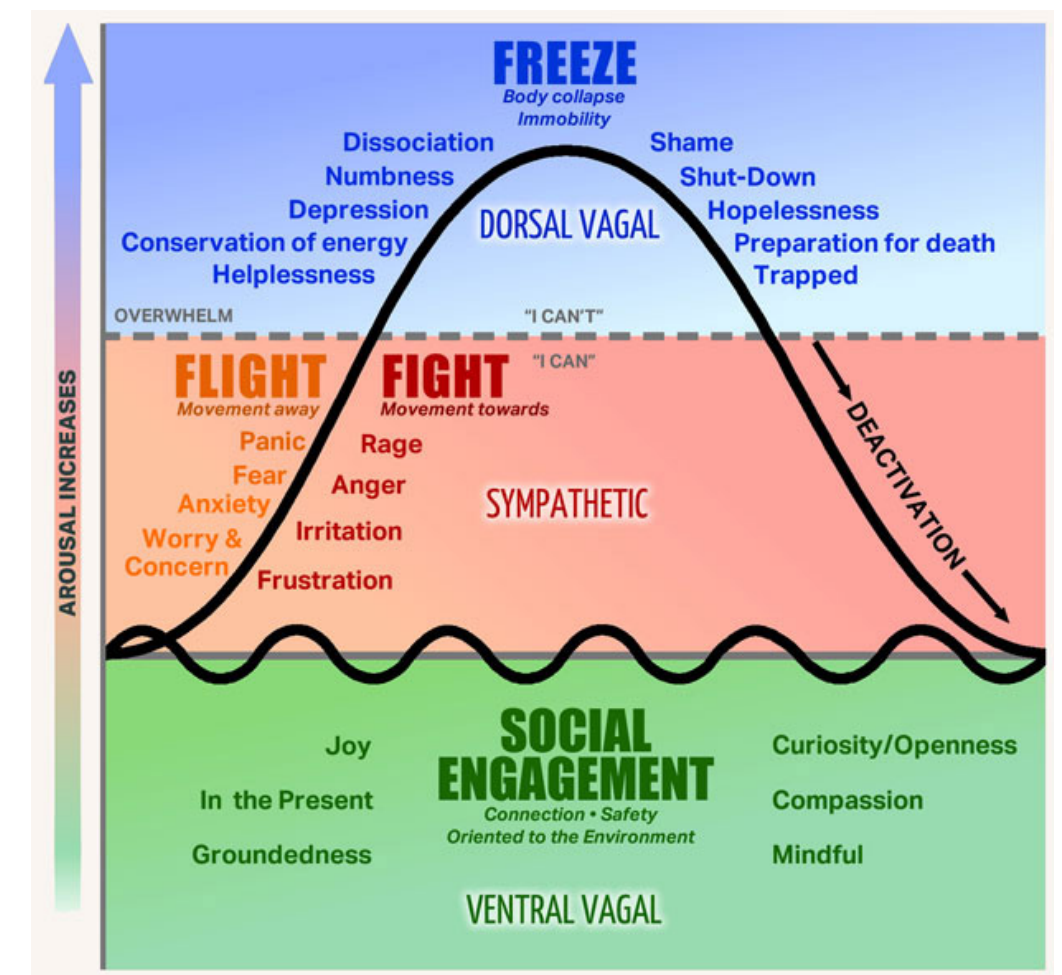 FREEZE
Body collapse
Immobility
Dissociation
Numbness
Depression
Conservation of energy
Helplessness
Shame
Shut-Down
Hopelessness
Preparation for death
Trapped
DORSAL VAGAL
OVERWHELM
"I CAN'T"
"I CAN"
FLIGHT
Movement away
Panic
Fear
Anxiety
Worry &
Concern
FIGHT
Movement towards
Rage
Anger
Irritation
Frustration
SYMPATHETIC
DEACTIVATION
AROUSAL INCREASES
SOCIAL
ENGAGEMENT
Connection • Safety
Oriented to the Environment
Joy
In the Present
Groundedness
Curiosity/Openness
Compassion
Mindful
VENTRAL VAGAL